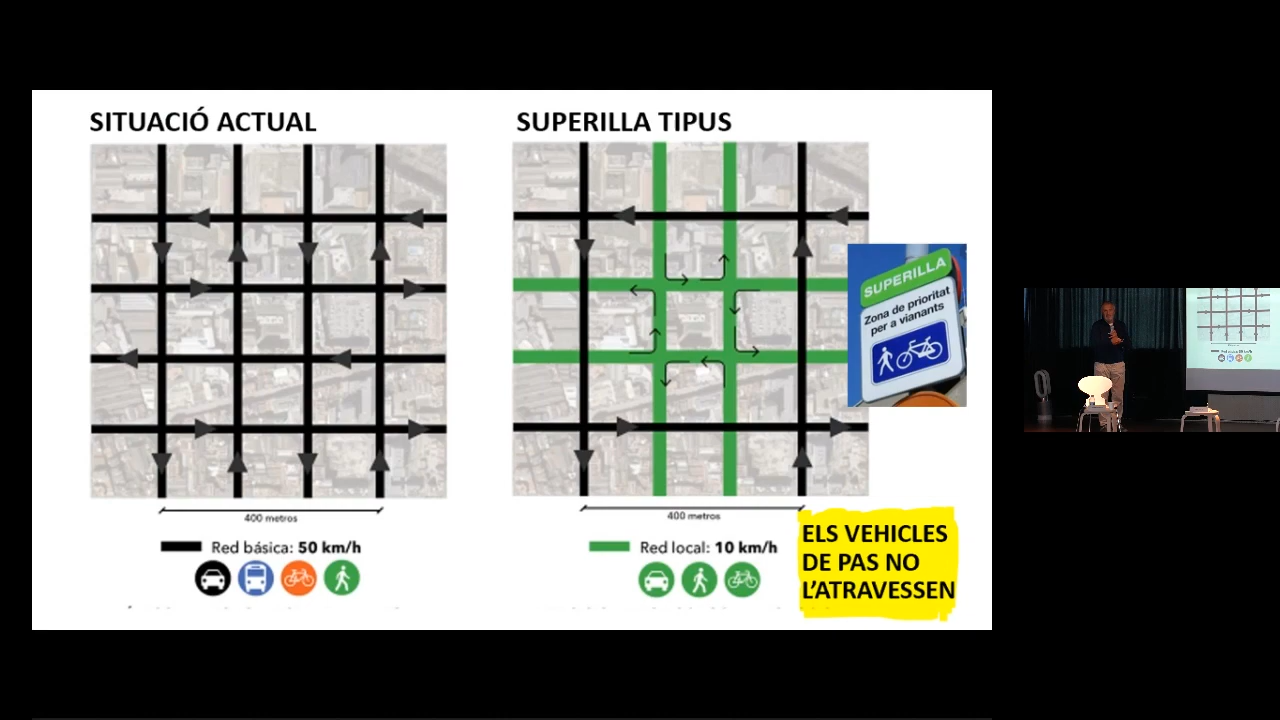 SITUACIÓ ACTUAL
400 metros
Red básica: 50 km/h
SUPERILLA TIPUS
400 metros
Red local: 10 km/h
SUPERILLA
Zona de prioritat
per a vianants
ELS VEHICLES
DE PAS NO
L'ATRAVESSEN